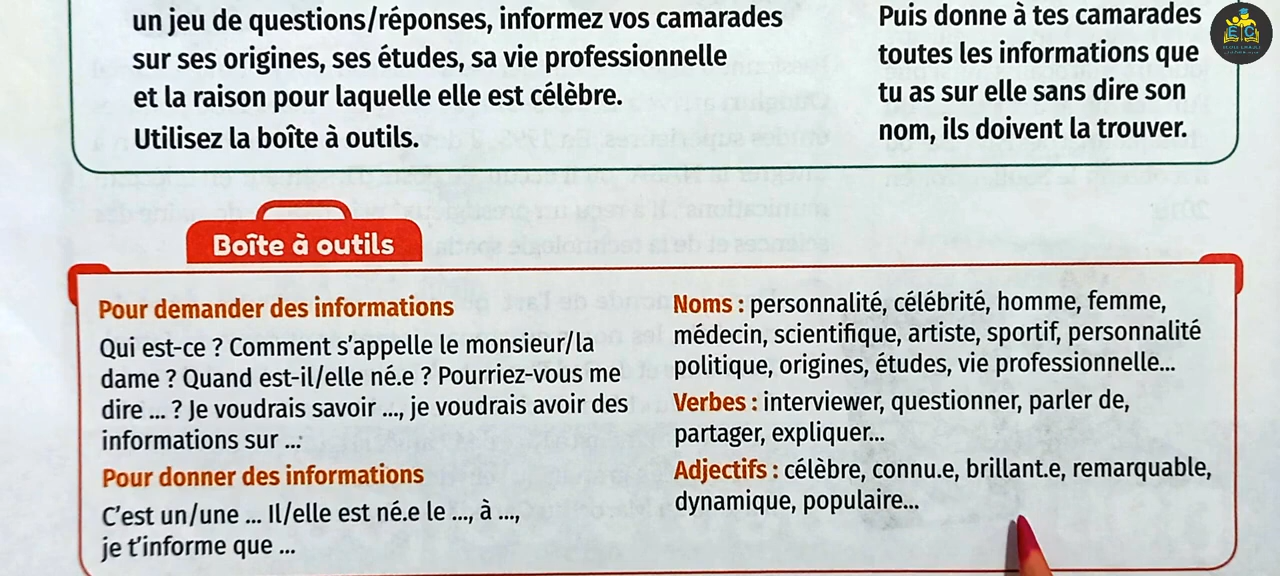 un jeu de questions/réponses, informez vos camarades
sur ses origines, ses études, sa vie professionnelle
et la raison pour laquelle elle est célèbre.
Utilisez la boîte à outils.
Puis donne à tes camarades
toutes les informations que
tu as sur elle sans dire son
nom, ils doivent la trouver.
Boîte à outils
Pour demander des informations
Qui est-ce ? Comment s'appelle le monsieur/la
dame ? Quand est-il/elle né.e ? Pourriez-vous me
dire ... ? Je voudrais savoir ..., je voudrais avoir des
informations sur ...
Pour donner des informations
C'est un/une ... Il/elle est né.e le ..., à ...,
je t'informe que ...
Noms : personnalité, célébrité, homme, femme,
médecin, scientifique, artiste, sportif, personnalité
politique, origines, études, vie professionnelle...
Verbes : interviewer, questionner, parler de,
partager, expliquer...
Adjectifs : célèbre, connu.e, brillant.e, remarquable,
dynamique, populaire...